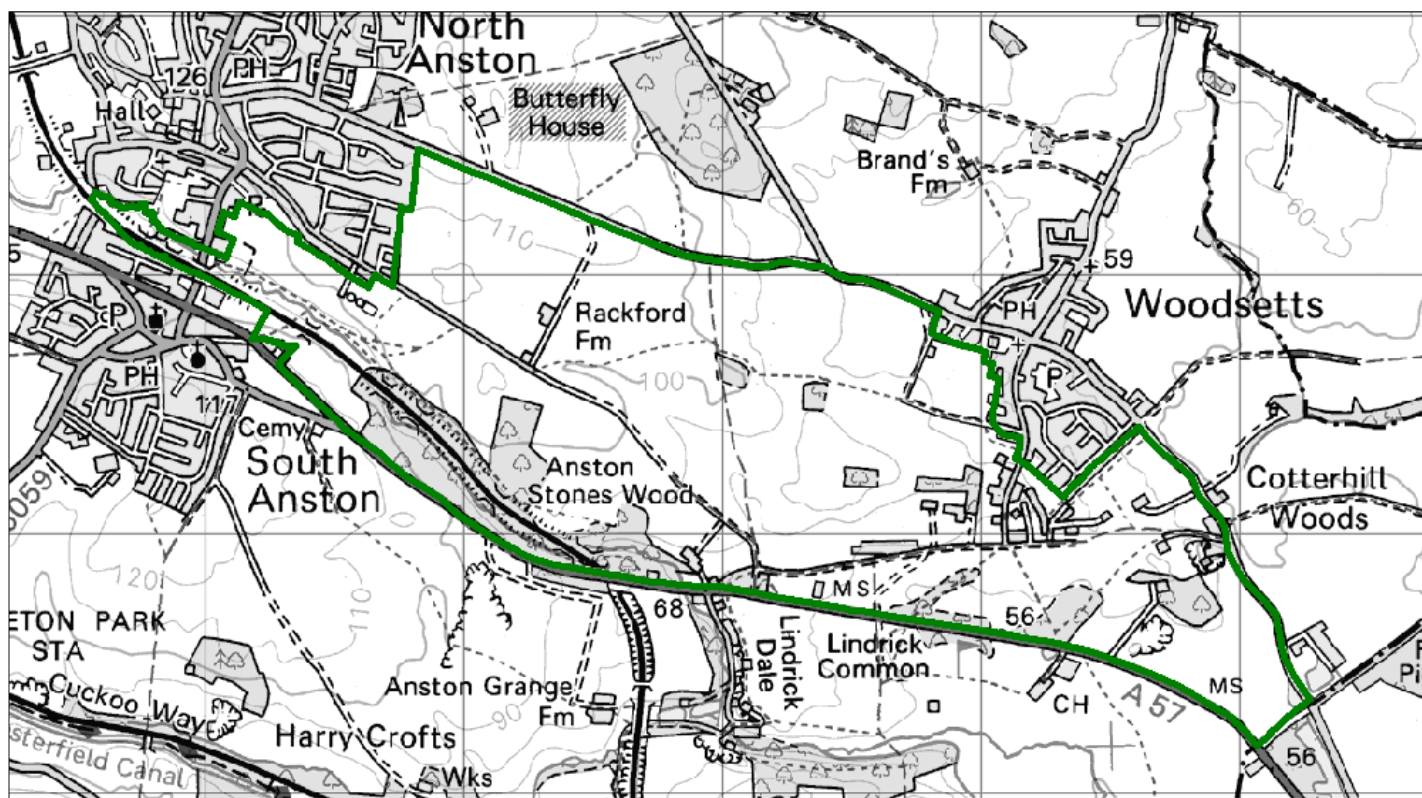 North
Anston
126
PH
Hall
Butterfly
House
Brand's
Fm
60
110
59
PH
Woodsetts
Rackford
Fm
P
PH
117
100
P
Cemy
South
Anston
Anston
Stones Wood
Cotterhill
Woods
120
110
68
MS
56
Lindrick
Dale
Lindrick
Common
ETON PARK
STA
Cuckoo Way
Anston Grange
Fm
90
CH
A 57
MS
Harry Crofts
sterfield Canal
Wks
56